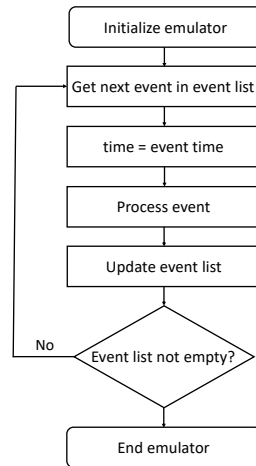 Initialize emulator
Get next event in event list
time = event time
Process event
Update event list
No
Event list not empty?
End emulator